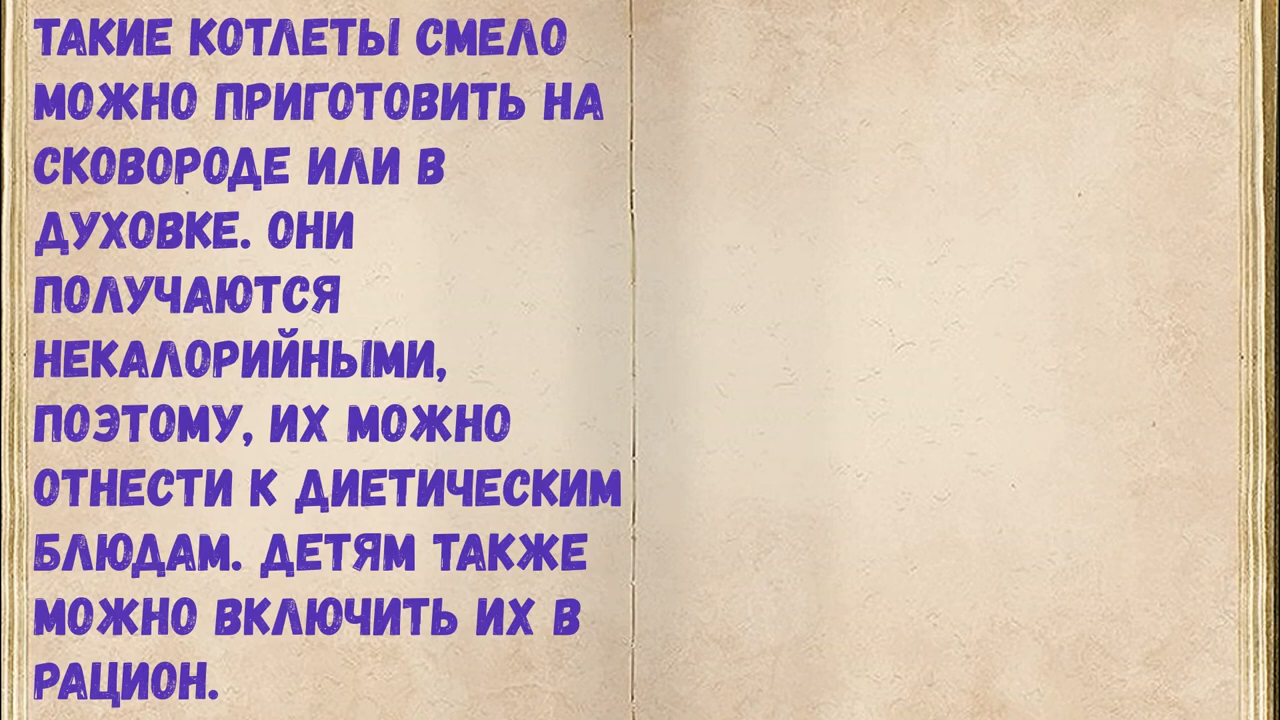 ТАКИЕ КОТЛЕТЫ СМЕЛО
МОЖНО ПРИГОТОВИТЬ НА
СКОВОРОДЕ ИЛИ В
ДУХОВКЕ. ОНИ
ПОЛУЧАЮТСЯ
НЕКАЛОРИЙНЫМИ,
ПОЭТОМУ, ИХ МОЖНО
ОТНЕСТИ К ДИЕТИЧЕСКИМ
БЛЮДАМ. ДЕТЯМ ТАКЖЕ
МОЖНО ВКЛЮЧИТЬ ИХ В
РАЦИОН.